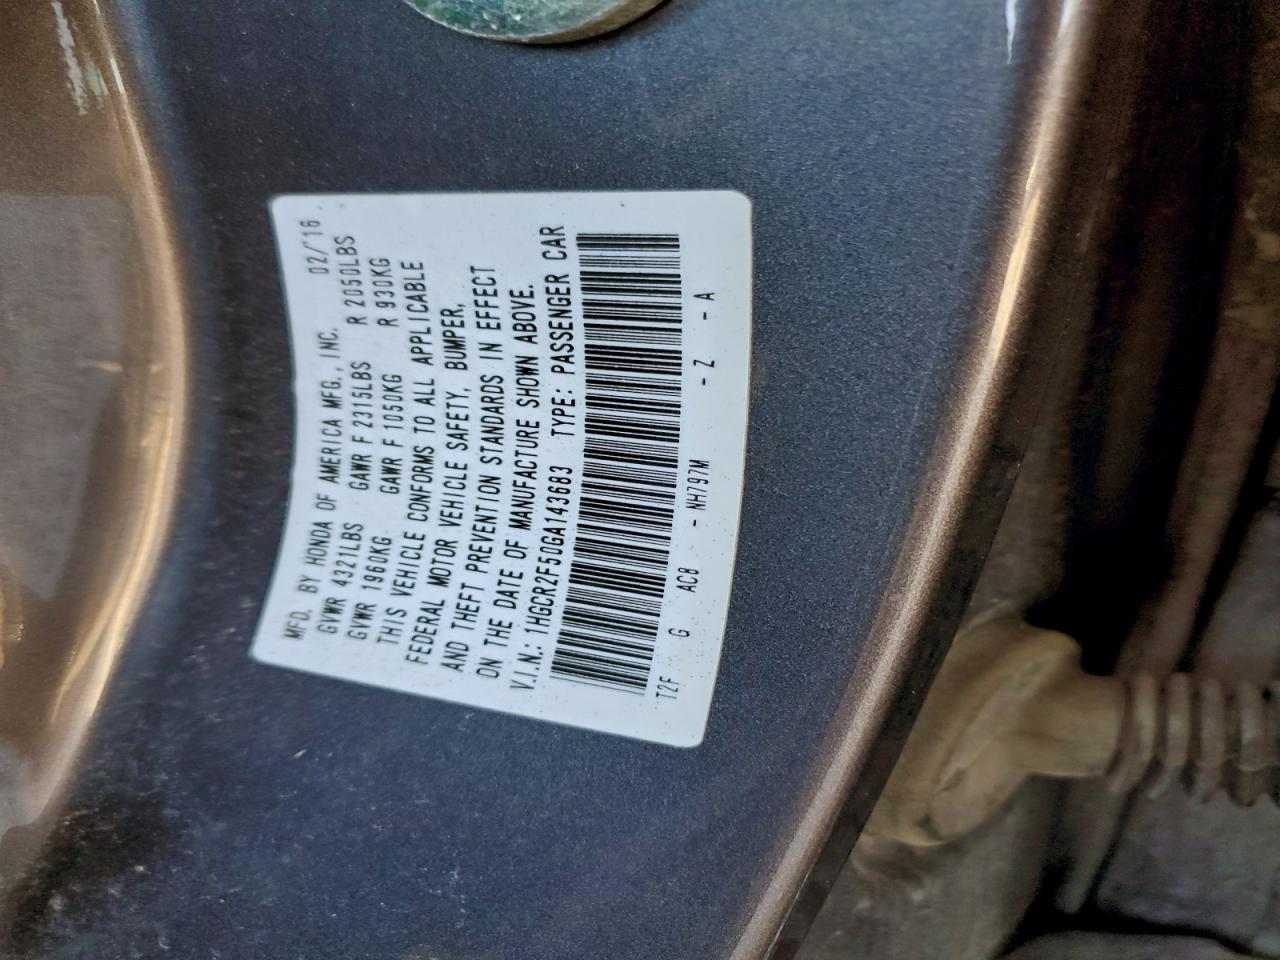 MFD. BY HONDA OF AMERICA MFG., INC. 02/'16
GVWR 4321LBS GAWR F 2315LBS R 2050LBS
GVWR 1960KG GAWR F 1050KG R 930KG
THIS VEHICLE CONFORMS TO ALL APPLICABLE
FEDERAL MOTOR VEHICLE SAFETY, BUMPER,
AND THEFT PREVENTION STANDARDS IN EFFECT
ON THE DATE OF MANUFACTURE SHOWN ABOVE.
V.I.N.: 1HGCR2F50GA143683 TYPE: PASSENGER CAR
T2F G AC8 - NH797M - Z - A